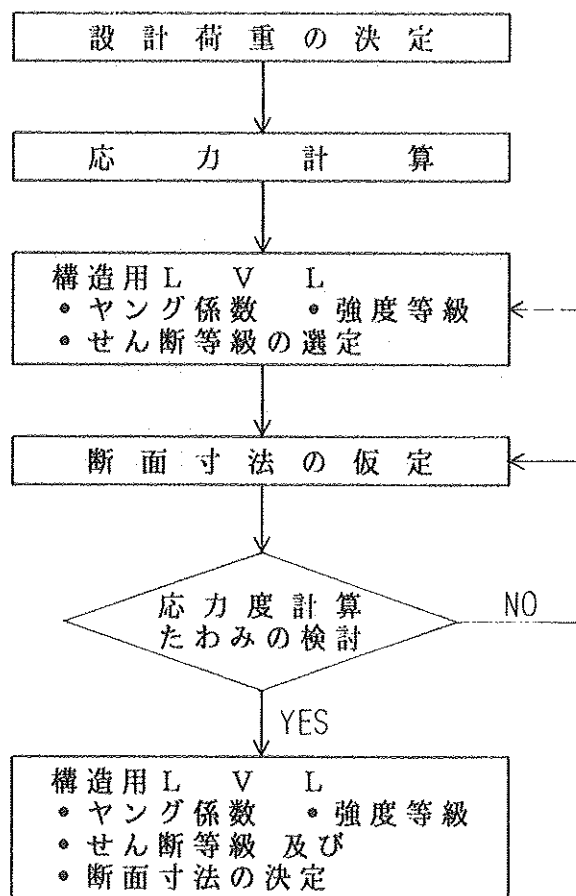 設計荷重の決定
応力計算
構造用LVL
• ヤング係数 • 強度等級
• せん断等級の選定
断面寸法の仮定
応力度計算
たわみの検討
NO
YES
構造用LVL
• ヤング係数 • 強度等級
• せん断等級 及び
• 断面寸法の決定